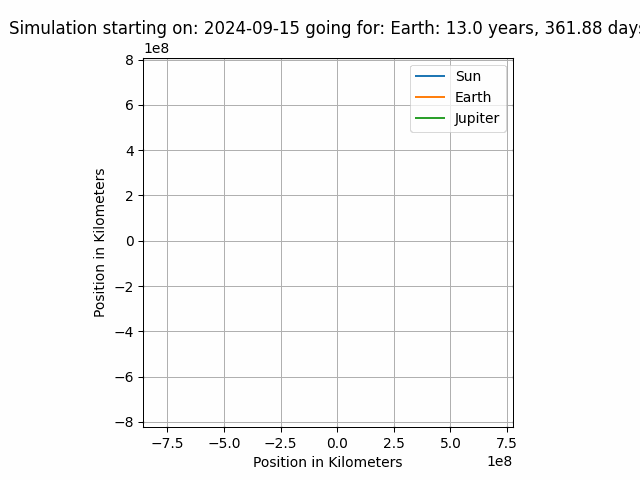 Simulation starting on: 2024-09-15 going for: Earth: 13.0 years, 361.88 days
1e8
8
6
4
2
0
−2
−4
−6
−8
Position in Kilometers
Sun
Earth
Jupiter
−7.5 −5.0 −2.5 0.0 2.5 5.0 7.5
Position in Kilometers
1e8